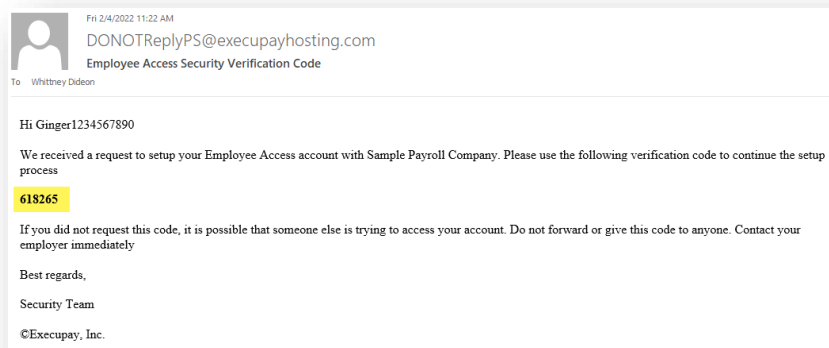 Fri 2/4/2022 11:22 AM
DONOTReplyPS@execupayhosting.com
Employee Access Security Verification Code
To Whittney Dideon
Hi Ginger1234567890
We received a request to setup your Employee Access account with Sample Payroll Company. Please use the following verification code to continue the setup
process
618265
If you did not request this code, it is possible that someone else is trying to access your account. Do not forward or give this code to anyone. Contact your
employer immediately
Best regards,
Security Team
©Execupay, Inc.